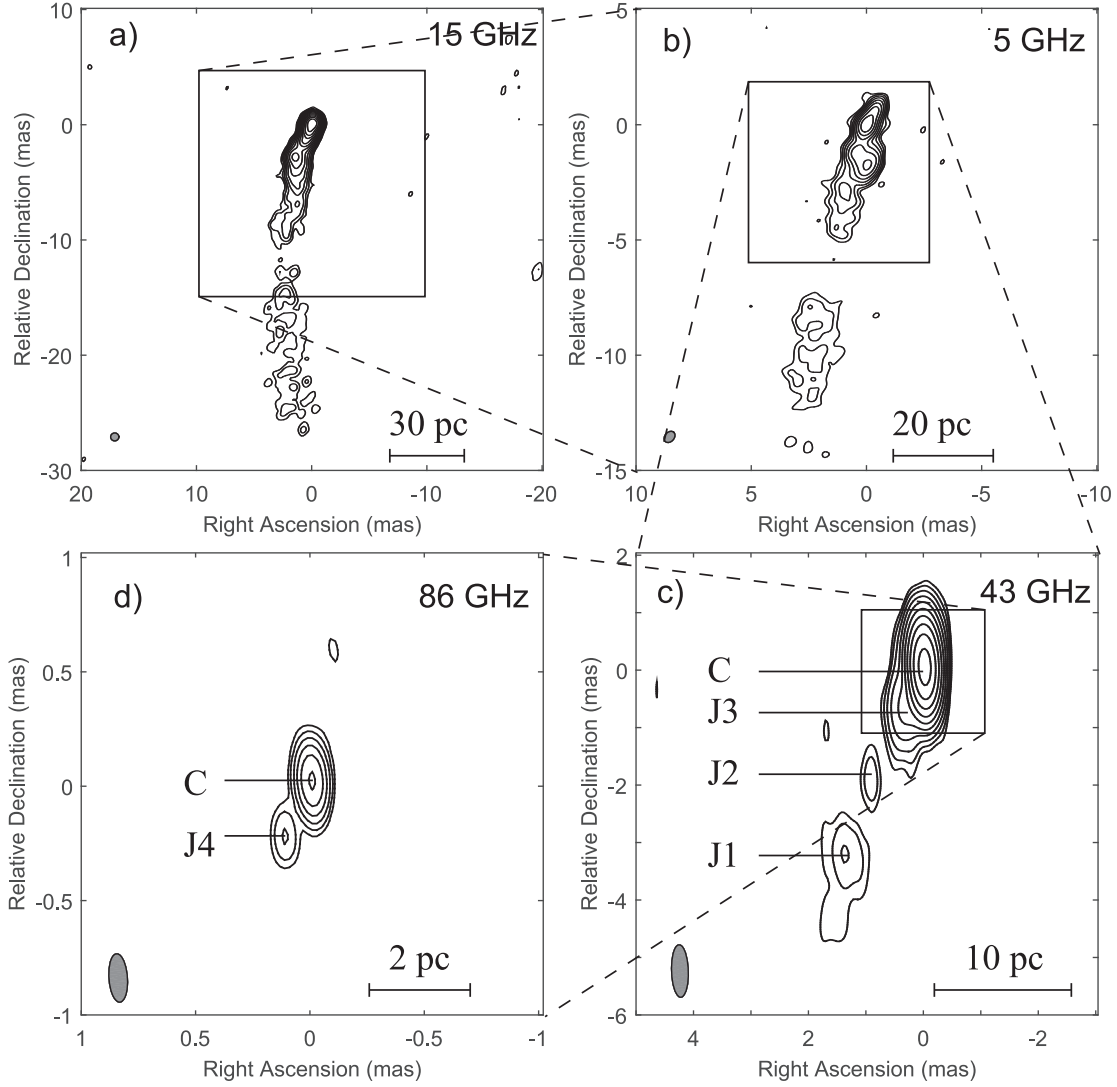 a) 15 GHz
10
0
-10
-20
-30
Relative Declination (mas)
30 pc
20 10 0 -10 -20
Right Ascension (mas)
b) 5 GHz
5
0
-5
-10
-15
Relative Declination (mas)
20 pc
10 5 0 -5 -10
Right Ascension (mas)
d) 86 GHz
1
0.5
0
-0.5
-1
Relative Declination (mas)
C
J4
2 pc
1 0.5 0 -0.5 -1
Right Ascension (mas)
c) 43 GHz
2
0
-2
-4
-6
Relative Declination (mas)
C
J3
J2
J1
10 pc
4 2 0 -2
Right Ascension (mas)